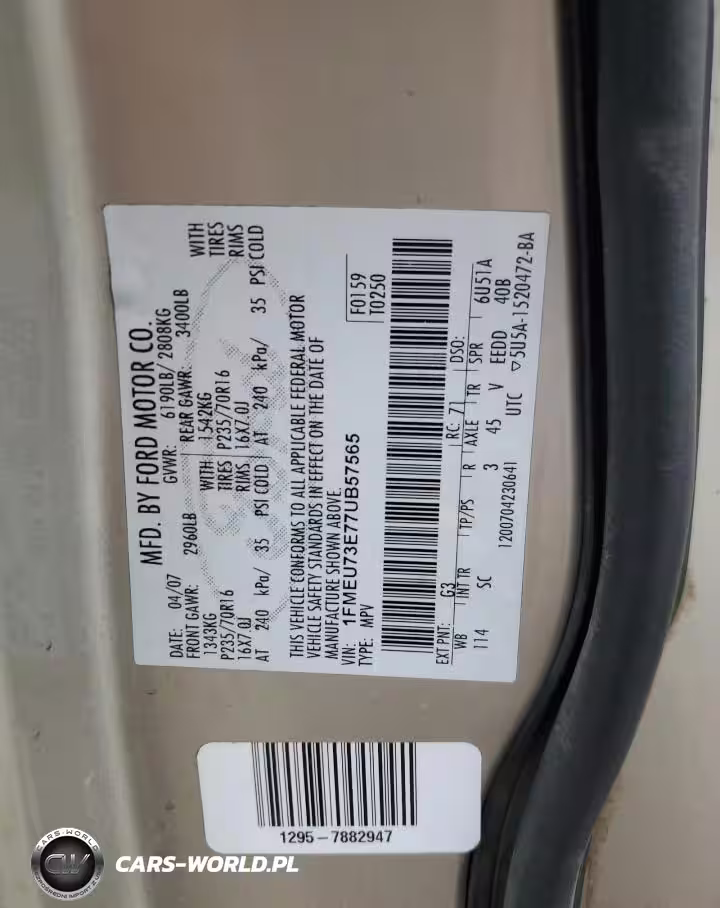 MFD. BY FORD MOTOR CO.
DATE: 04/07 GVWR: 6190LB/ 2808KG
FRONT GAWR: 2960LB REAR GAWR: 3400LB
1343KG WITH 1542KG WITH
P235/70R16 TIRES P235/70R16 TIRES
16X7.0J RIMS 16X7.0J RIMS
AT 240 kPa/ 35 PSI COLD AT 240 kPa/ 35 PSI COLD
THIS VEHICLE CONFORMS TO ALL APPLICABLE FEDERAL MOTOR
VEHICLE SAFETY STANDARDS IN EFFECT ON THE DATE OF
MANUFACTURE SHOWN ABOVE.
VIN: 1FMEU73E77UB57565 F0159
TYPE: MPV T0250
EXT PNT: G3 RC: 71 DSO:
WB INT TR TP/PS R AXLE TR SPR 6U51A
114 SC 3 45 V EEDD 40B
1200704230641 UTC ▽5U5A-1520472-BA
1295-7882947
CARS-WORLD
CW
CARS-WORLD.PL